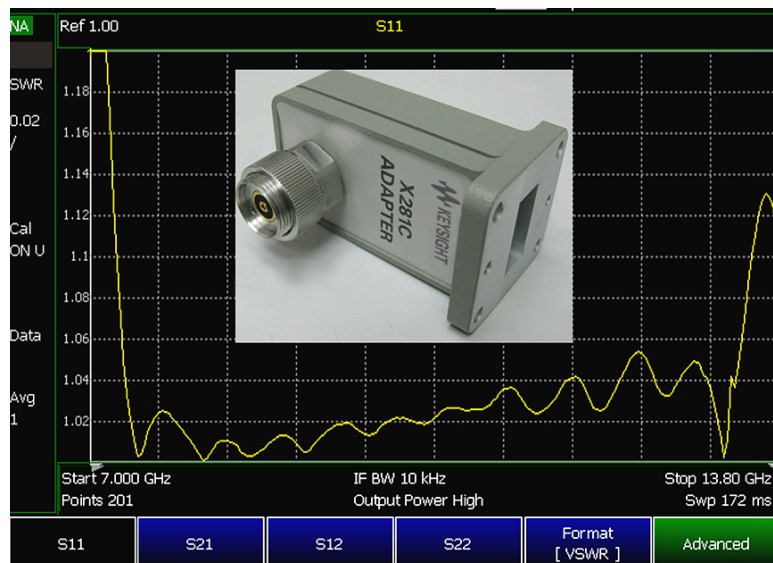 NA
Ref 1.00
S11
SWR
0.02
/
Cal
ON U
Data
Avg
1
1.18
1.16
1.14
1.12
1.1
1.08
1.06
1.04
1.02
KEYSIGHT
X281C
ADAPTER
Start 7.000 GHz
IF BW 10 kHz
Stop 13.80 GHz
Points 201
Output Power High
Swp 172 ms
S11
S21
S12
S22
Format
[ VSWR ]
Advanced